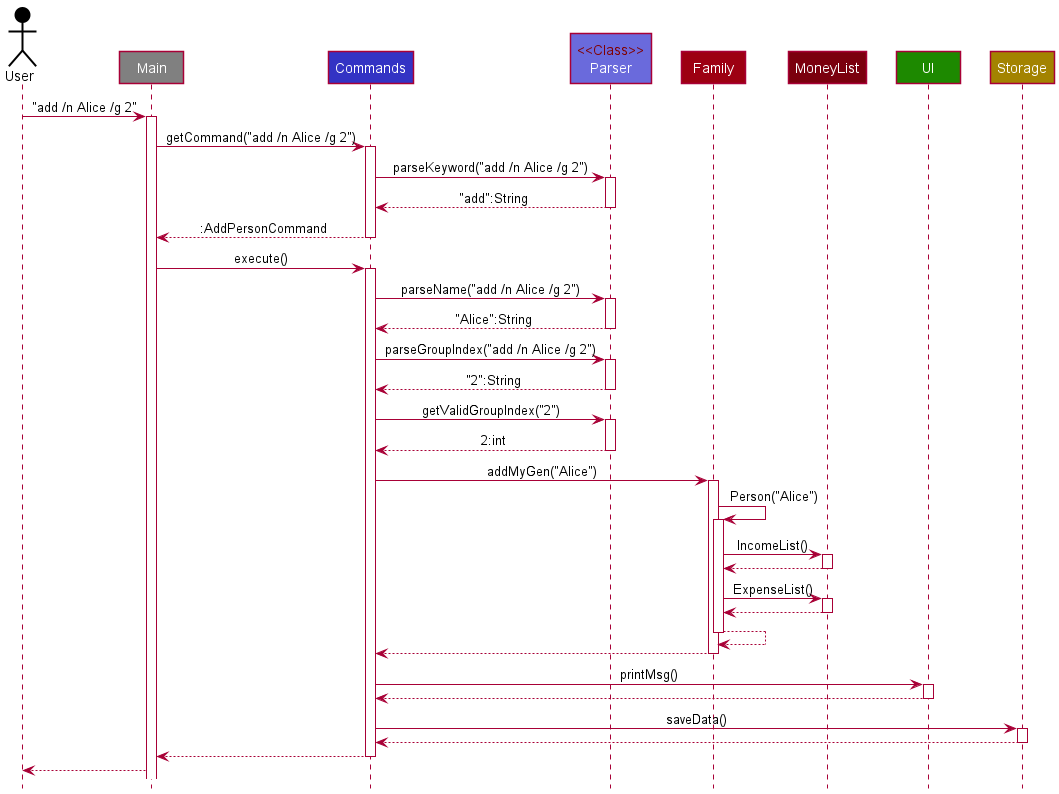 User
Main
Commands
<<Class>>
Parser
Family
MoneyList
UI
Storage
"add /n Alice /g 2"
getCommand("add /n Alice /g 2")
parseKeyword("add /n Alice /g 2")
"add":String
:AddPersonCommand
execute()
parseName("add /n Alice /g 2")
"Alice":String
parseGroupIndex("add /n Alice /g 2")
"2":String
getValidGroupIndex("2")
2:int
addMyGen("Alice")
Person("Alice")
IncomeList()
ExpenseList()
printMsg()
saveData()